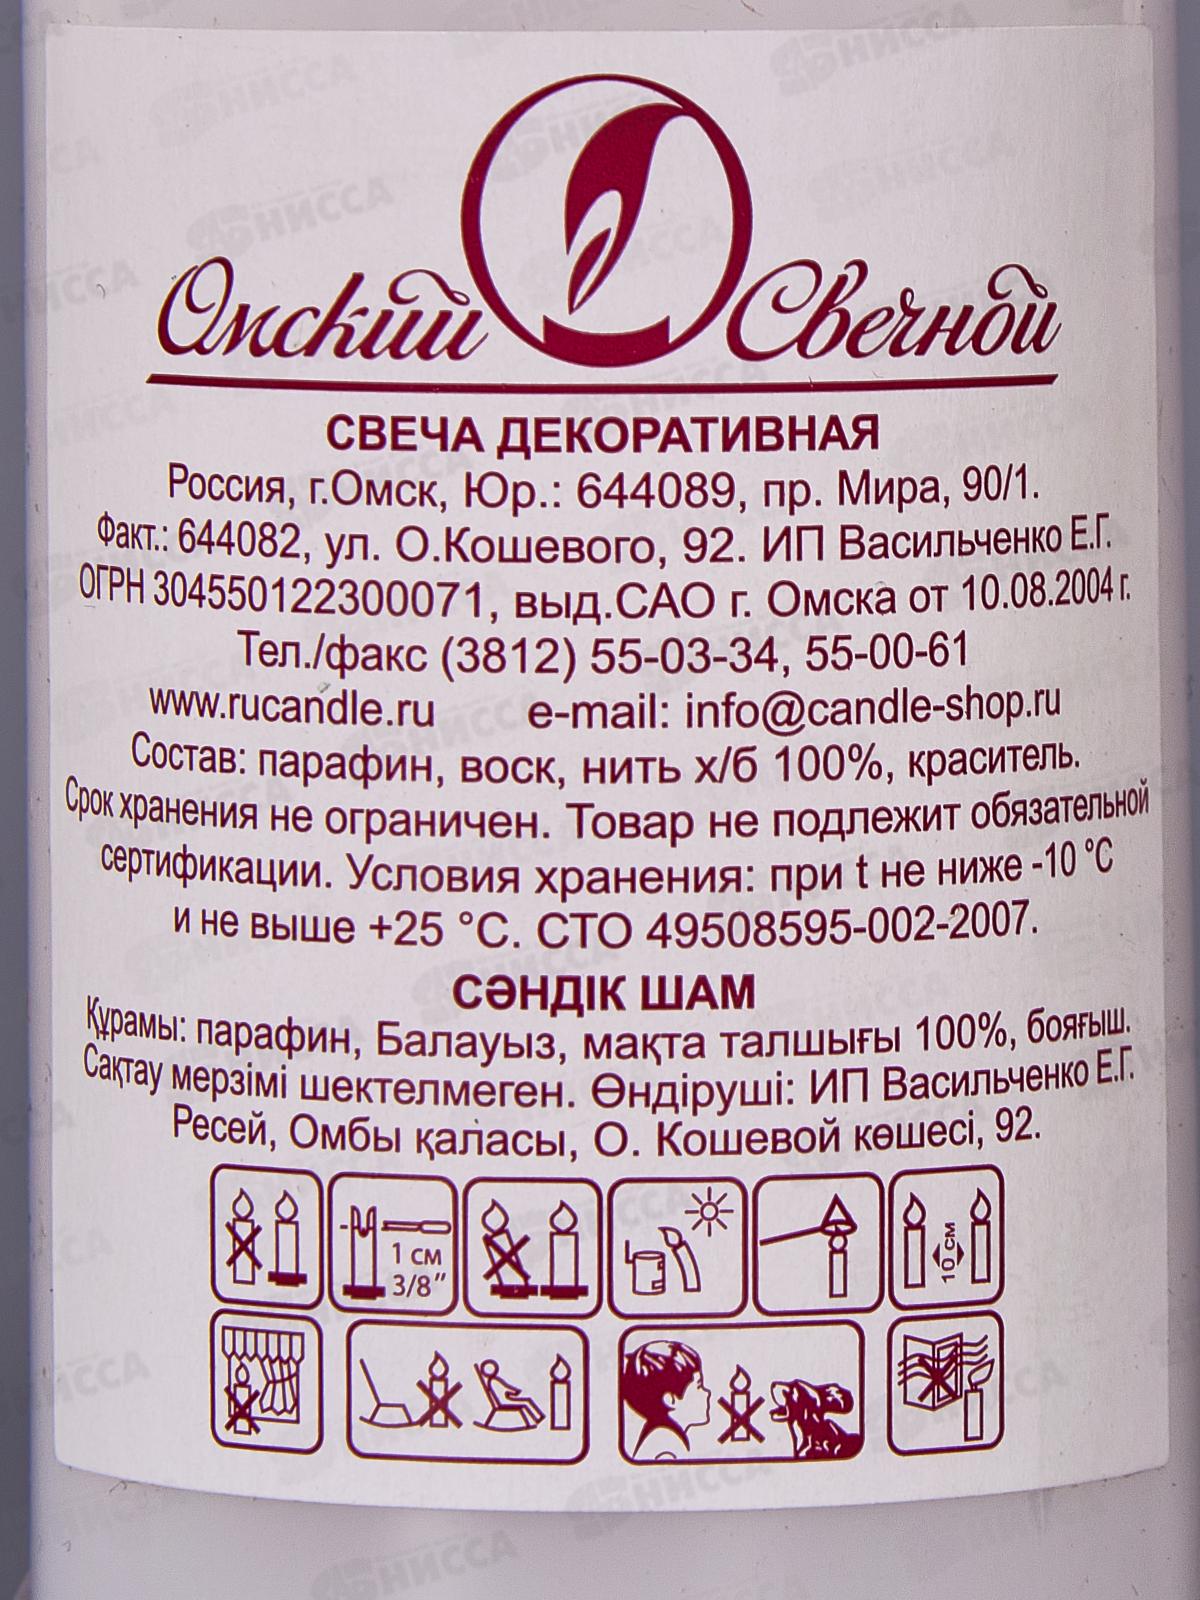 Омский Свечной
СВЕЧА ДЕКОРАТИВНАЯ
Россия, г.Омск, Юр.: 644089, пр. Мира, 90/1.
Факт.: 644082, ул. О.Кошевого, 92. ИП Васильченко Е.Г.
ОГРН 304550122300071, выд.САО г. Омска от 10.08.2004 г.
Тел./факс (3812) 55-03-34, 55-00-61
www.rucandle.ru e-mail: info@candle-shop.ru
Состав: парафин, воск, нить х/б 100%, краситель.
Срок хранения не ограничен. Товар не подлежит обязательной
сертификации. Условия хранения: при t не ниже -10 °C
и не выше +25 °C. СТО 49508595-002-2007.
СӘНДІК ШАМ
Құрамы: парафин, Балауыз, мақта талшығы 100%, бояғыш.
Сақтау мерзімі шектелмеген. Өндіруші: ИП Васильченко Е.Г.
Ресей, Омбы қаласы, О. Кошевой көшесі, 92.
1 см
3/8”
10 см
НИССА